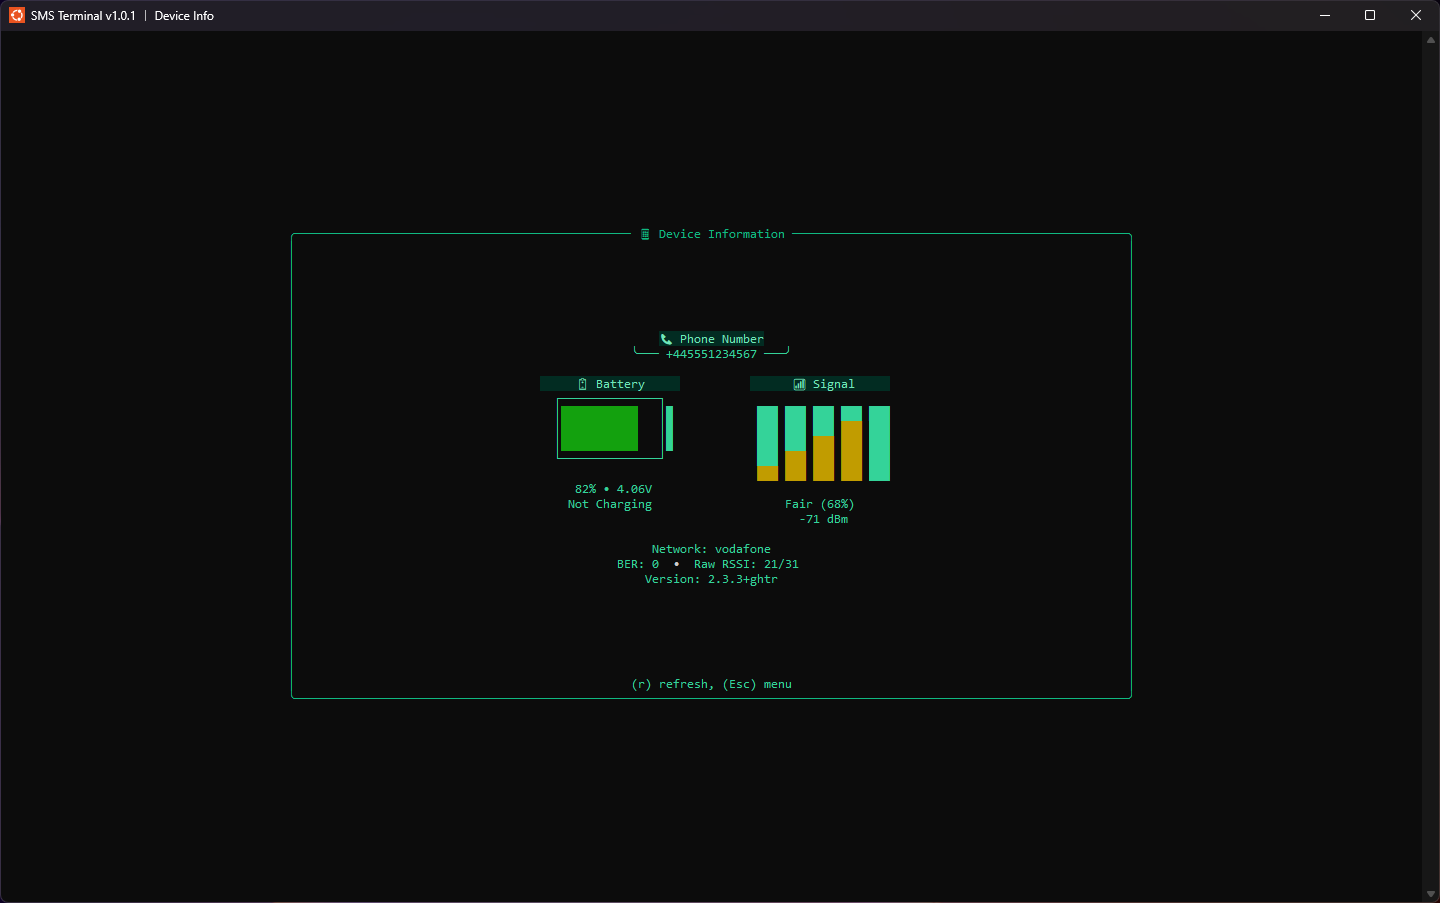 SMS Terminal v1.0.1 | Device Info
Device Information
Phone Number
+445551234567
Battery
Signal
82% • 4.06V
Not Charging
Fair (68%)
-71 dBm
Network: vodafone
BER: 0 • Raw RSSI: 21/31
Version: 2.3.3+ghtr
(r) refresh, (Esc) menu